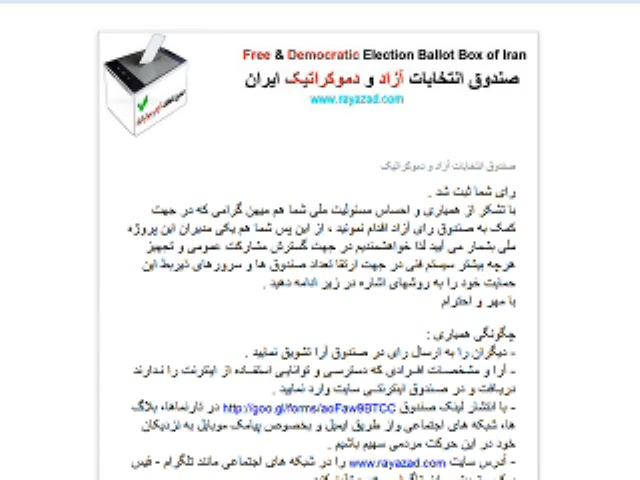 Free & Democratic Election Ballot Box of Iran
صندوق انتخابات آزاد و دموکراتیک ایران
www.rayazad.com
صندوق انتخابات آزاد و دموکراتیک
رای شما ثبت شد .
با تشکر از همیاری و احساس مسئولیت ملی شما هم میهن گرامی که در جهت
کمک به صندوق رای آزاد اقدام نمودید ، از این پس شما هم یکی مدیران این پروژه
ملی بشمار می آیید لذا خواهشمندیم در جهت گسترش مشارکت عمومی و تجهیز
هرچه بیشتر سیستم فنی در جهت ارتقا تعداد صندوق ها و سرورهای ذیربط این
حمایت خود را به روشهای اشاره در زیر ادامه دهید .
با مهر و احترام
چگونگی همیاری :
- دیگران را به ارسال رای در صندوق آرا تشویق نمایید .
- آرا و مشخصات افرادی که دسترسی و توانایی استفاده از اینترنت را ندارند
دریافت و در صندوق اینترنتی سایت وارد نمایید .
- با انتشار لینک صندوق http://goo.gl/forms/aoFaw9BTCC در تارنماها، بلاگ
ها، شبکه های اجتماعی واز طریق ایمیل و بخصوص پیامک موبایل به نزدیکان
خود در این حرکت مردمی سهیم باشیم .
- آدرس سایت www.rayazad.com را در شبکه های اجتماعی مانند تلگرام - فیس